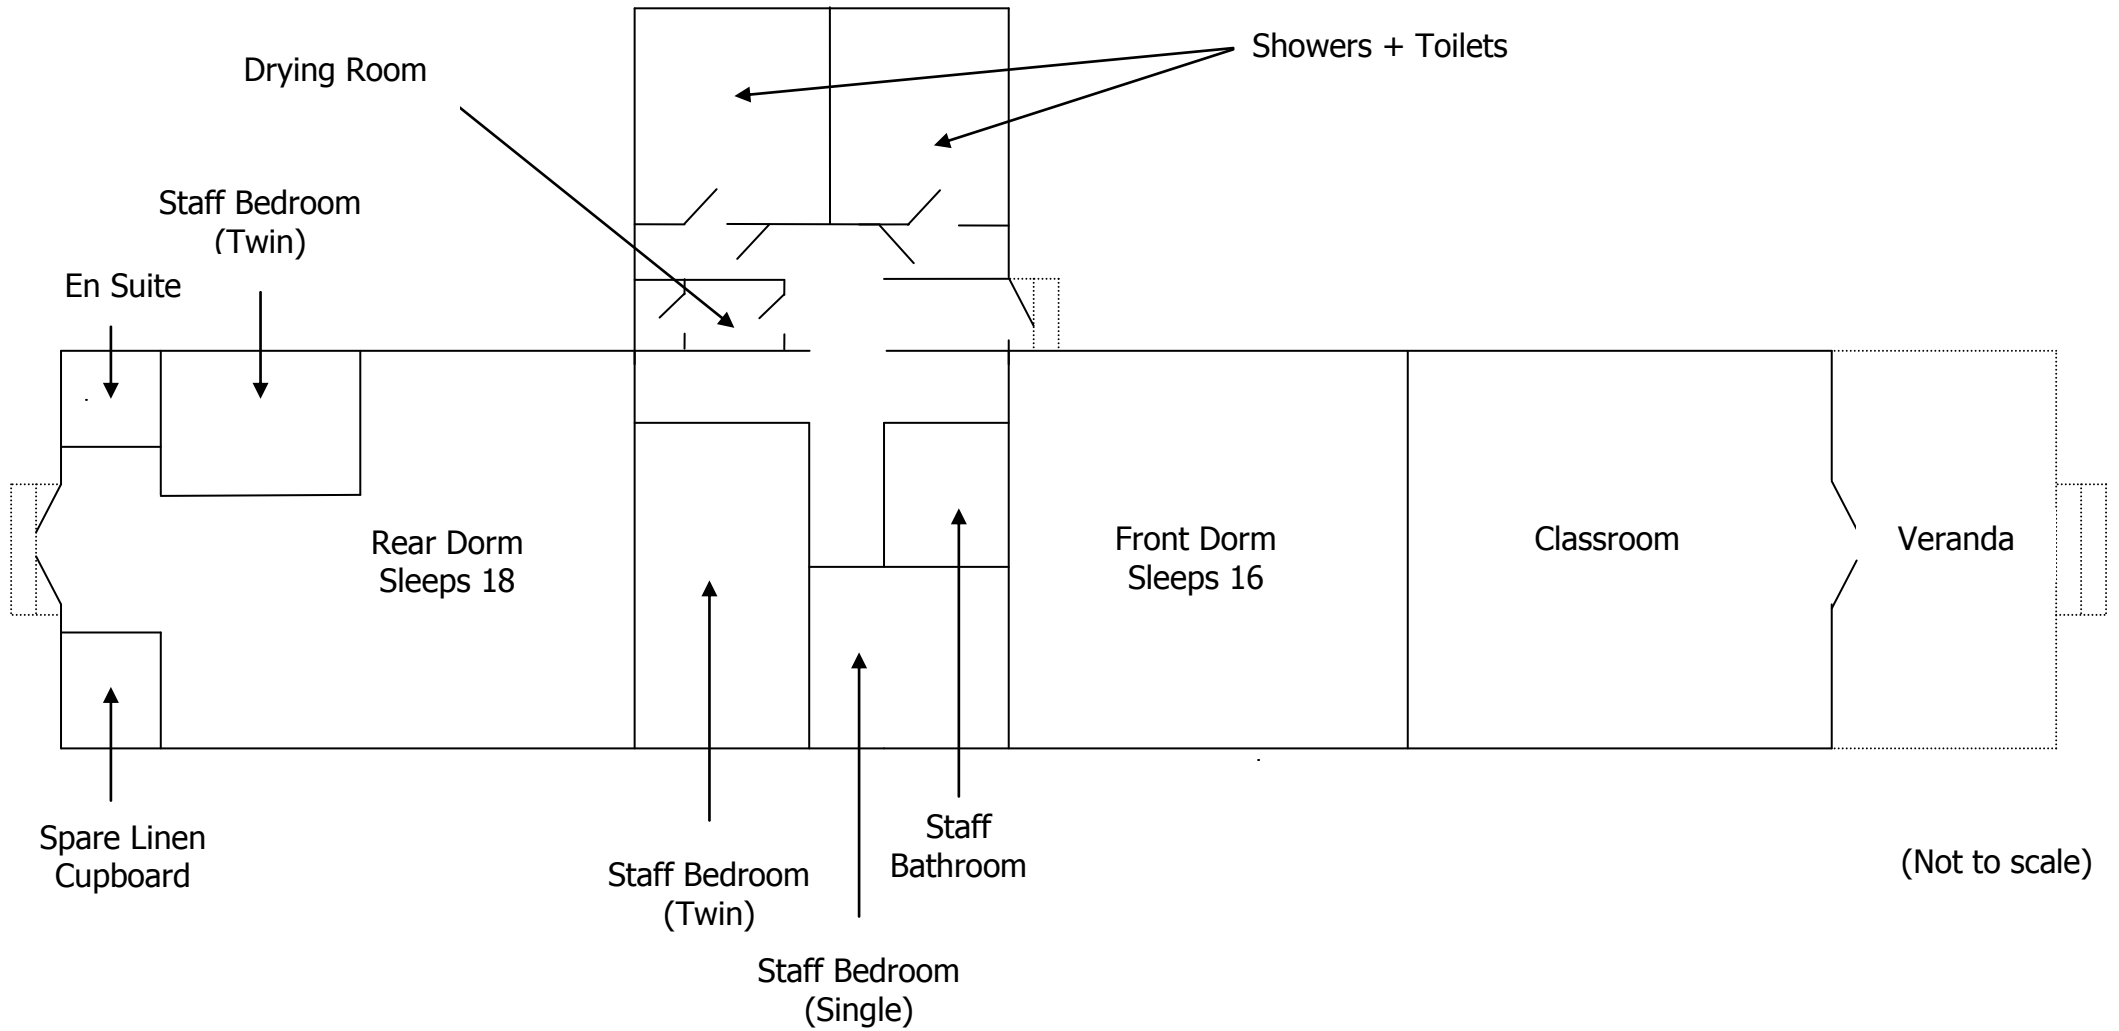 Showers + Toilets
Drying Room
Staff Bedroom
(Twin)
En Suite
Rear Dorm
Sleeps 18
Front Dorm
Sleeps 16
Classroom
Veranda
Spare Linen
Cupboard
Staff Bedroom
(Twin)
Staff
Bathroom
Staff Bedroom
(Single)
(Not to scale)